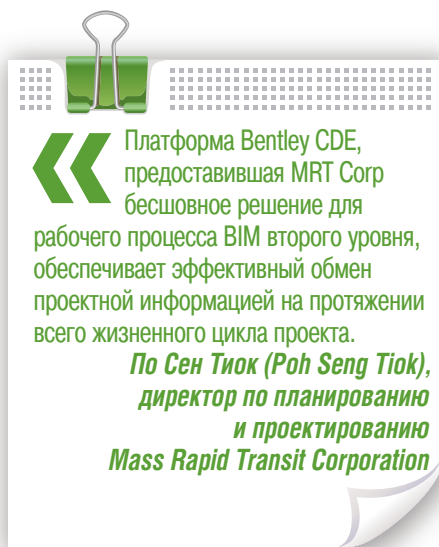 « Платформа Bentley CDE,
предоставившая MRT Corp
бесшовное решение для
рабочего процесса BIM второго уровня,
обеспечивает эффективный обмен
проектной информацией на протяжении
всего жизненного цикла проекта.
По Сен Тиок (Poh Seng Tiok),
директор по планированию
и проектированию
Mass Rapid Transit Corporation